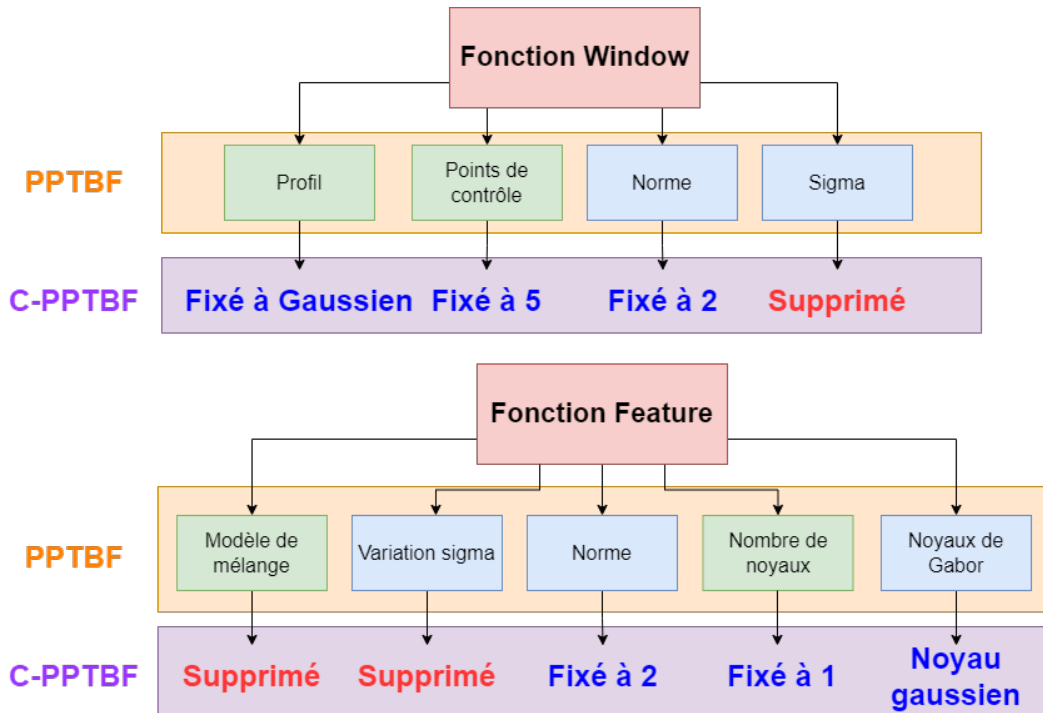 Fonction Window
PPTBF
Profil
Points de
contrôle
Norme
Sigma
C-PPTBF
Fixé à Gaussien
Fixé à 5
Fixé à 2
Supprimé
Fonction Feature
PPTBF
Modèle de
mélange
Variation sigma
Norme
Nombre de
noyaux
Noyaux de
Gabor
C-PPTBF
Supprimé
Supprimé
Fixé à 2
Fixé à 1
Noyau
gaussien